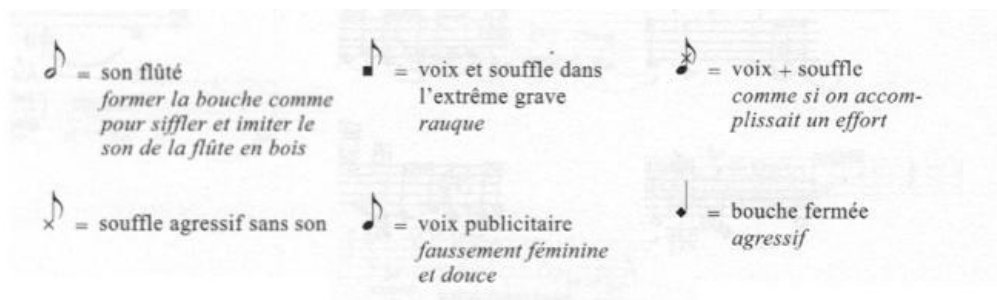 = son flûté
former la bouche comme
pour siffler et imiter le
son de la flûte en bois
= souffle agressif sans son
= voix et souffle dans
l'extrême grave
rauque
= voix publicitaire
faussement féminine
et douce
= voix + souffle
comme si on accom-
plissait un effort
= bouche fermée
agressif